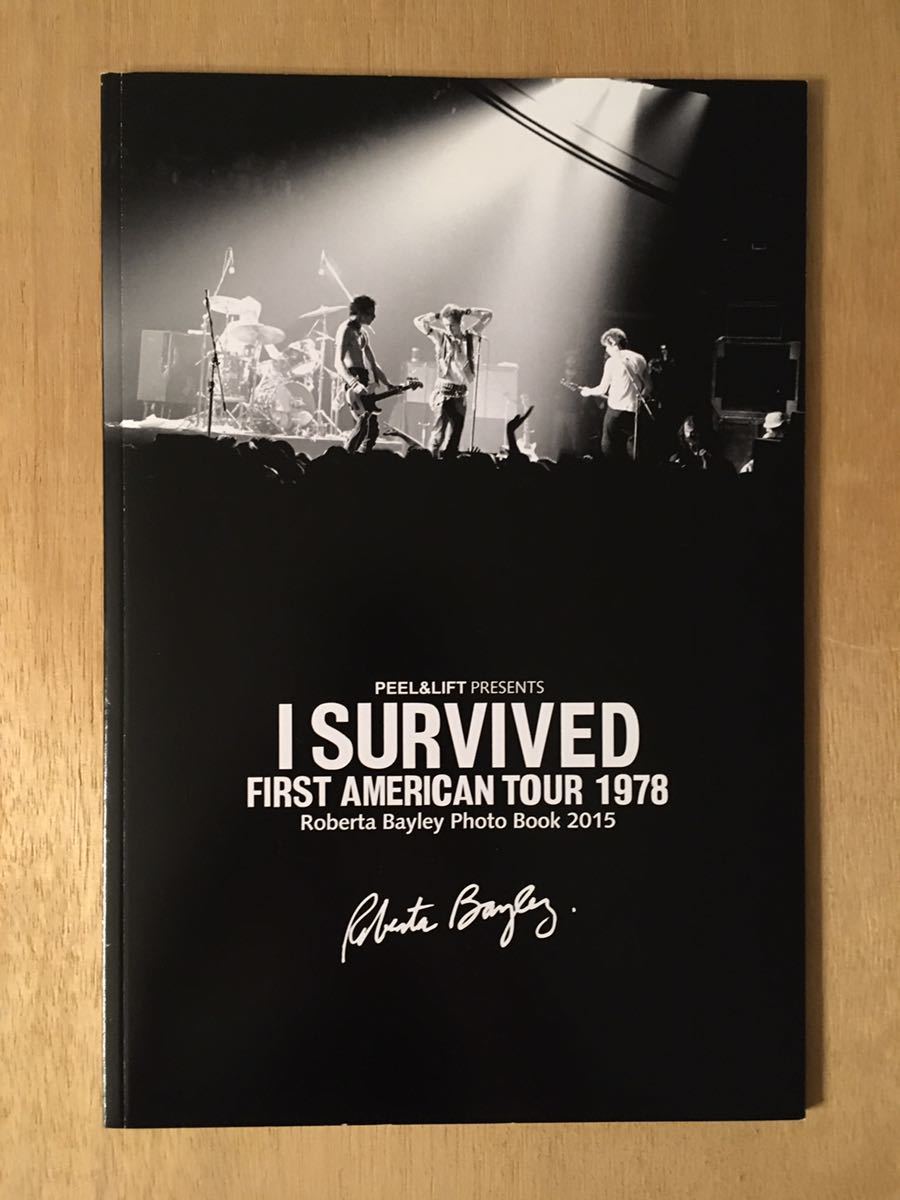 PEEL&LIFT PRESENTS
I SURVIVED
FIRST AMERICAN TOUR 1978
Roberta Bayley Photo Book 2015
Roberta Bayley.